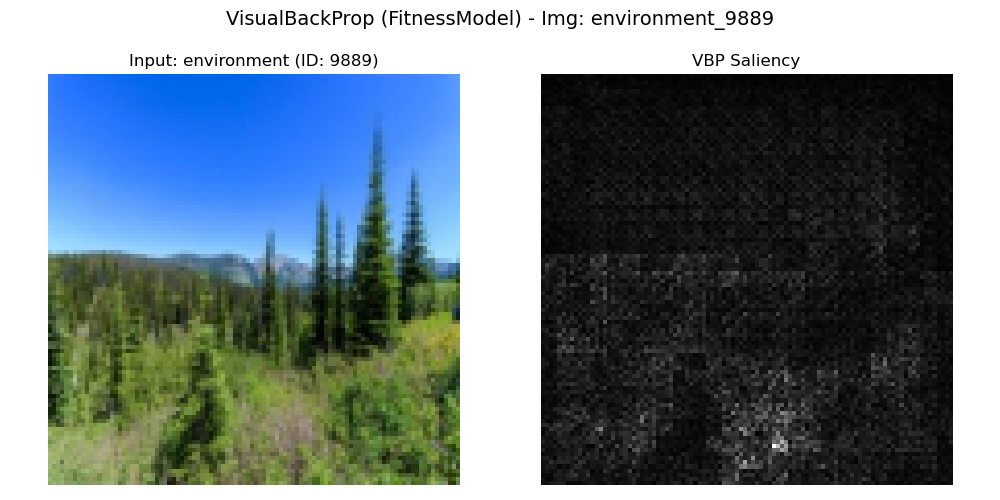 VisualBackProp (FitnessModel) - Img: environment_9889
Input: environment (ID: 9889)
VBP Saliency